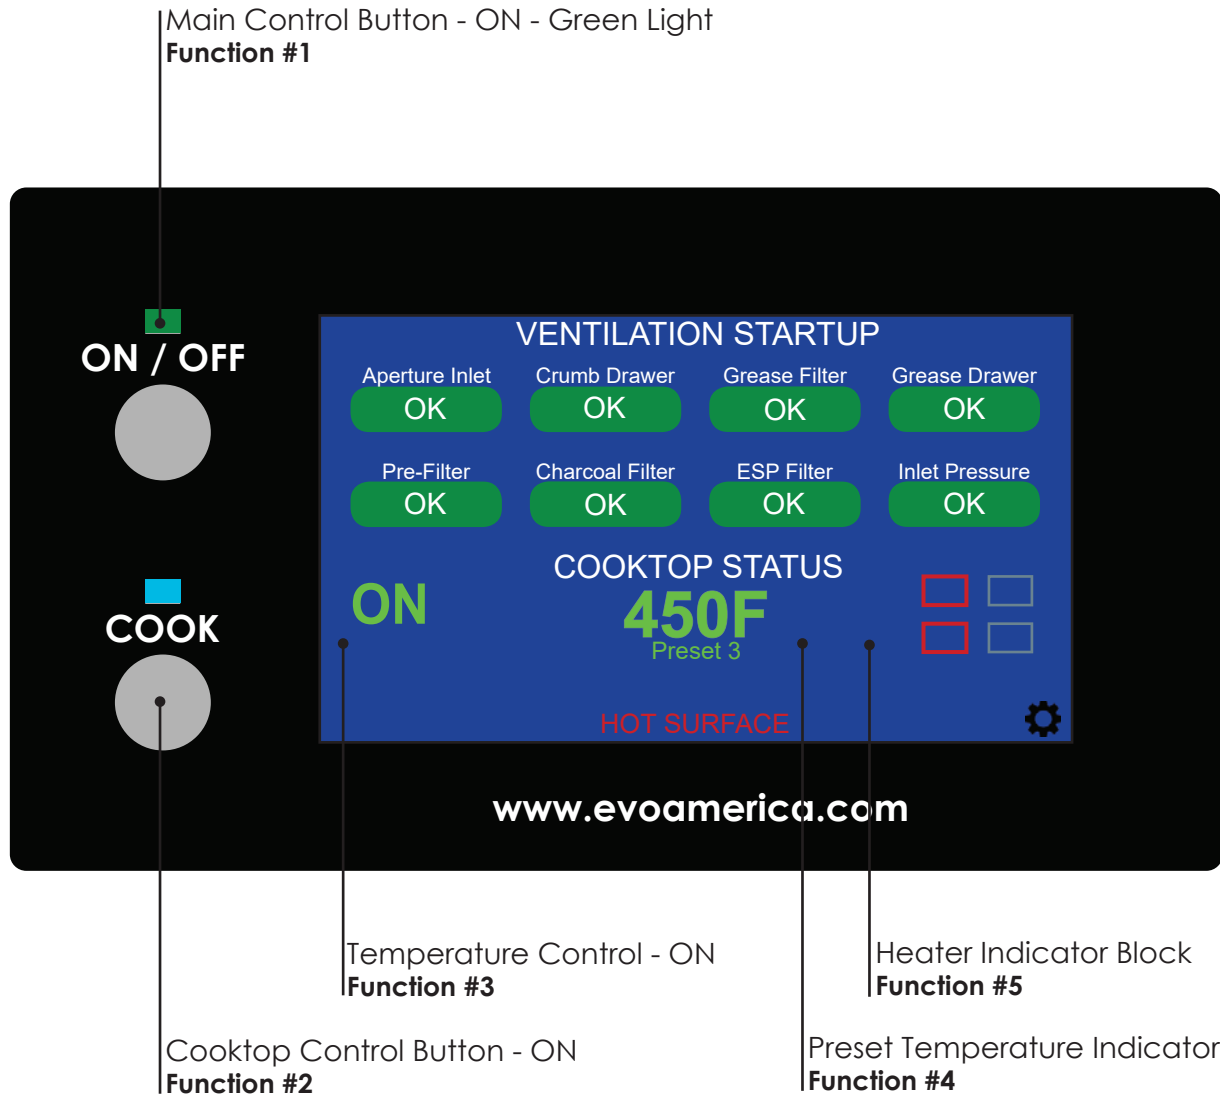 Main Control Button - ON - Green Light
Function #1
ON / OFF
VENTILATION STARTUP
Aperture Inlet Crumb Drawer Grease Filter Grease Drawer
OK OK OK OK
Pre-Filter Charcoal Filter ESP Filter Inlet Pressure
OK OK OK OK
COOK
COOKTOP STATUS
ON 450F
Preset 3
HOT SURFACE
www.evoamerica.com
Temperature Control - ON
Function #3
Heater Indicator Block
Function #5
Cooktop Control Button - ON
Function #2
Preset Temperature Indicator
Function #4